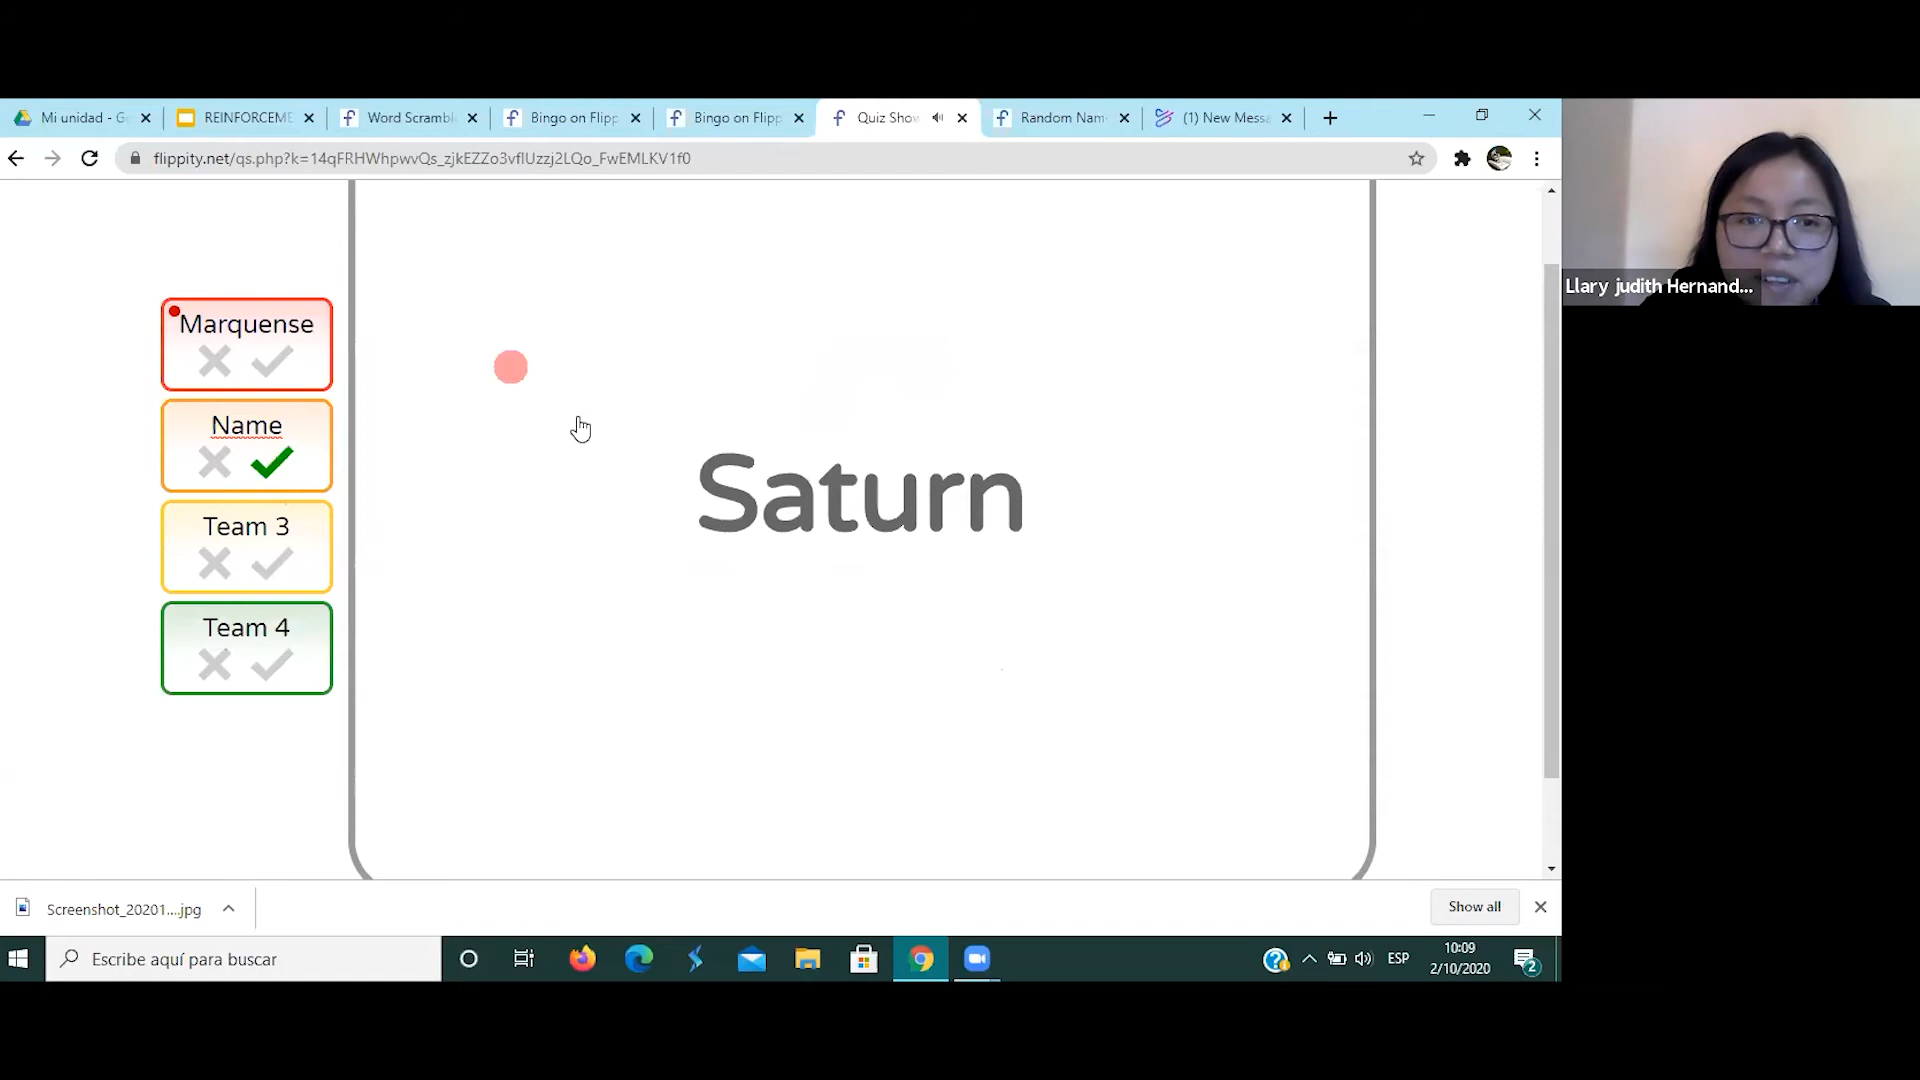 Mi unidad - G
REINFORCEME
Word Scrambl
Bingo on Flipp
Bingo on Flipp
Quiz Show
Random Nam
(1) New Messa
flippity.net/qs.php?k=14qFRHWhpwvQs_zjkEZZo3vflUzzj2LQo_FwEMLKV1f0
Llary judith Hernand...
Marquense
Name
Team 3
Team 4
Saturn
Screenshot_20201....jpg
Show all
Escribe aquí para buscar
ESP
10:09
2/10/2020
2